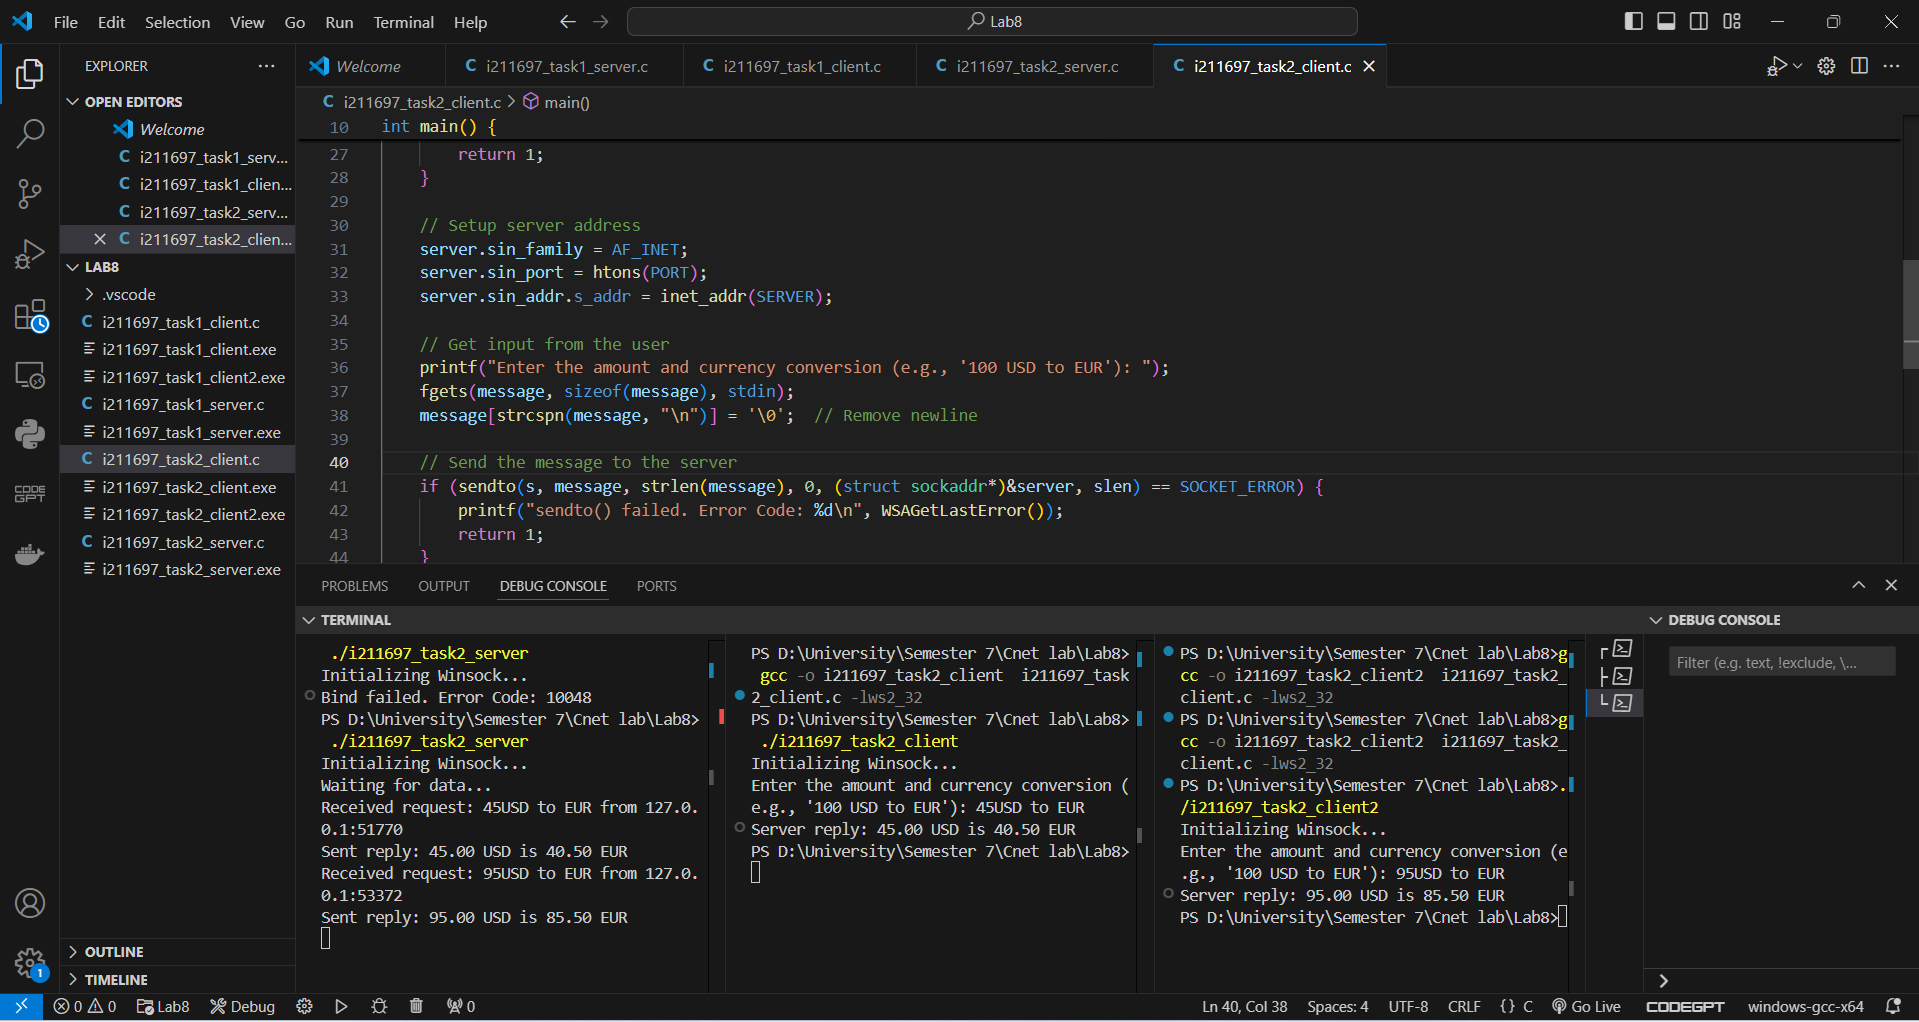 File Edit Selection View Go Run Terminal Help
Lab8
EXPLORER
OPEN EDITORS
Welcome
C i211697_task1_serv...
C i211697_task1_clien...
C i211697_task2_serv...
C i211697_task2_clien...
LAB8
.vscode
C i211697_task1_client.c
i211697_task1_client.exe
i211697_task1_client2.exe
C i211697_task1_server.c
i211697_task1_server.exe
C i211697_task2_client.c
i211697_task2_client.exe
i211697_task2_client2.exe
C i211697_task2_server.c
i211697_task2_server.exe
OUTLINE
TIMELINE
CODE
GPT
1
Welcome
C i211697_task1_server.c
C i211697_task1_client.c
C i211697_task2_server.c
C i211697_task2_client.c
C i211697_task2_client.c > main()
10 int main() {
27 return 1;
28 }
29
30 // Setup server address
31 server.sin_family = AF_INET;
32 server.sin_port = htons(PORT);
33 server.sin_addr.s_addr = inet_addr(SERVER);
34
35 // Get input from the user
36 printf("Enter the amount and currency conversion (e.g., '100 USD to EUR'): ");
37 fgets(message, sizeof(message), stdin);
38 message[strcspn(message, "\n")] = '\0'; // Remove newline
39
40 // Send the message to the server
41 if (sendto(s, message, strlen(message), 0, (struct sockaddr*)&server, slen) == SOCKET_ERROR) {
42 printf("sendto() failed. Error Code: %d\n", WSAGetLastError());
43 return 1;
44 }
PROBLEMS OUTPUT DEBUG CONSOLE PORTS
TERMINAL
./i211697_task2_server
Initializing Winsock...
Bind failed. Error Code: 10048
PS D:\University\Semester 7\Cnet lab\Lab8>
./i211697_task2_server
Initializing Winsock...
Waiting for data...
Received request: 45USD to EUR from 127.0.
0.1:51770
Sent reply: 45.00 USD is 40.50 EUR
Received request: 95USD to EUR from 127.0.
0.1:53372
Sent reply: 95.00 USD is 85.50 EUR
PS D:\University\Semester 7\Cnet lab\Lab8>
gcc -o i211697_task2_client i211697_task
2_client.c -lws2_32
PS D:\University\Semester 7\Cnet lab\Lab8>
./i211697_task2_client
Initializing Winsock...
Enter the amount and currency conversion (
e.g., '100 USD to EUR'): 45USD to EUR
Server reply: 45.00 USD is 40.50 EUR
PS D:\University\Semester 7\Cnet lab\Lab8>
PS D:\University\Semester 7\Cnet lab\Lab8>g
cc -o i211697_task2_client2 i211697_task2_
client.c -lws2_32
PS D:\University\Semester 7\Cnet lab\Lab8>g
cc -o i211697_task2_client2 i211697_task2_
client.c -lws2_32
PS D:\University\Semester 7\Cnet lab\Lab8>.
/i211697_task2_client2
Initializing Winsock...
Enter the amount and currency conversion (e
.g., '100 USD to EUR'): 95USD to EUR
Server reply: 95.00 USD is 85.50 EUR
PS D:\University\Semester 7\Cnet lab\Lab8>
DEBUG CONSOLE
Filter (e.g. text, !exclude, \...
0 0 Lab8 Debug 0
Ln 40, Col 38 Spaces: 4 UTF-8 CRLF {} C Go Live CODEGPT windows-gcc-x64